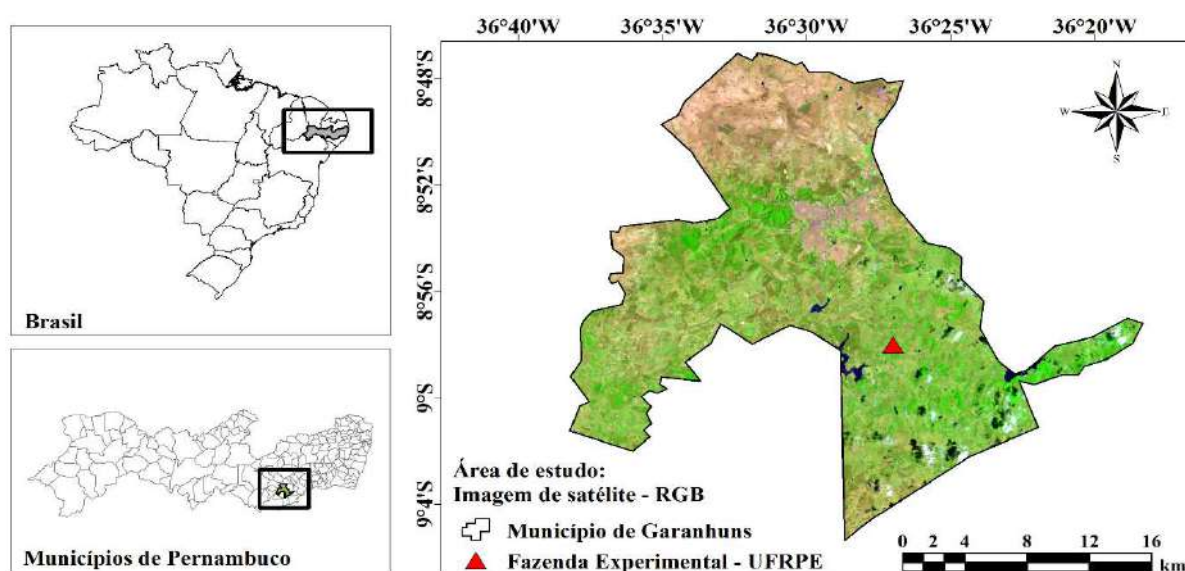 Brasil
Municípios de Pernambuco
36°40'W 36°35'W 36°30'W 36°25'W 36°20'W
8°48'S
8°52'S
8°56'S
9°S
9°4'S
N
W E
S
Área de estudo:
Imagem de satélite - RGB
Município de Garanhuns
Fazenda Experimental - UFRPE
0 2 4 8 12 16
km